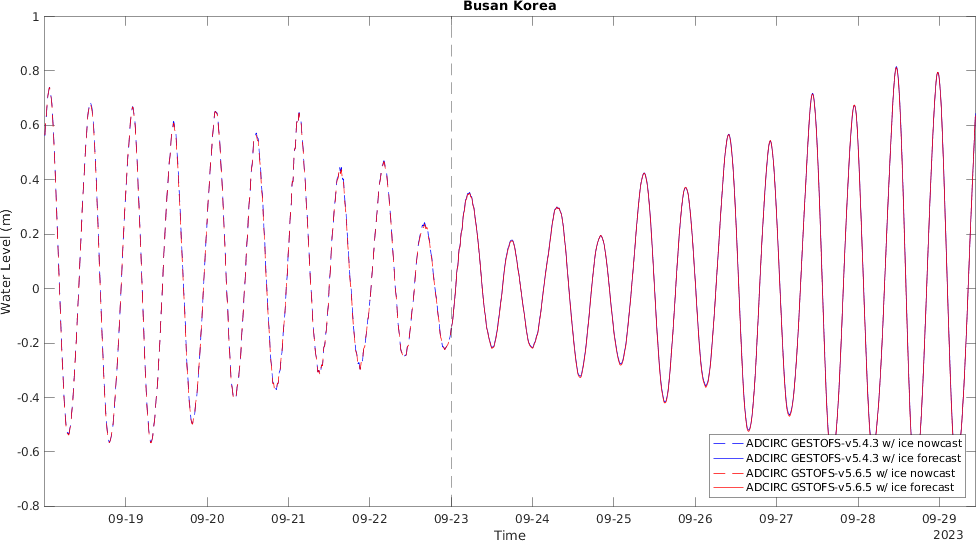 Busan Korea
1
0.8
0.6
0.4
0.2
0
-0.2
-0.4
-0.6
-0.8
Water Level (m)
ADCIRC GESTOFS-v5.4.3 w/ ice nowcast
ADCIRC GESTOFS-v5.4.3 w/ ice forecast
ADCIRC GSTOFS-v5.6.5 w/ ice nowcast
ADCIRC GSTOFS-v5.6.5 w/ ice forecast
09-19 09-20 09-21 09-22 09-23 09-24 09-25 09-26 09-27 09-28 09-29
Time
2023